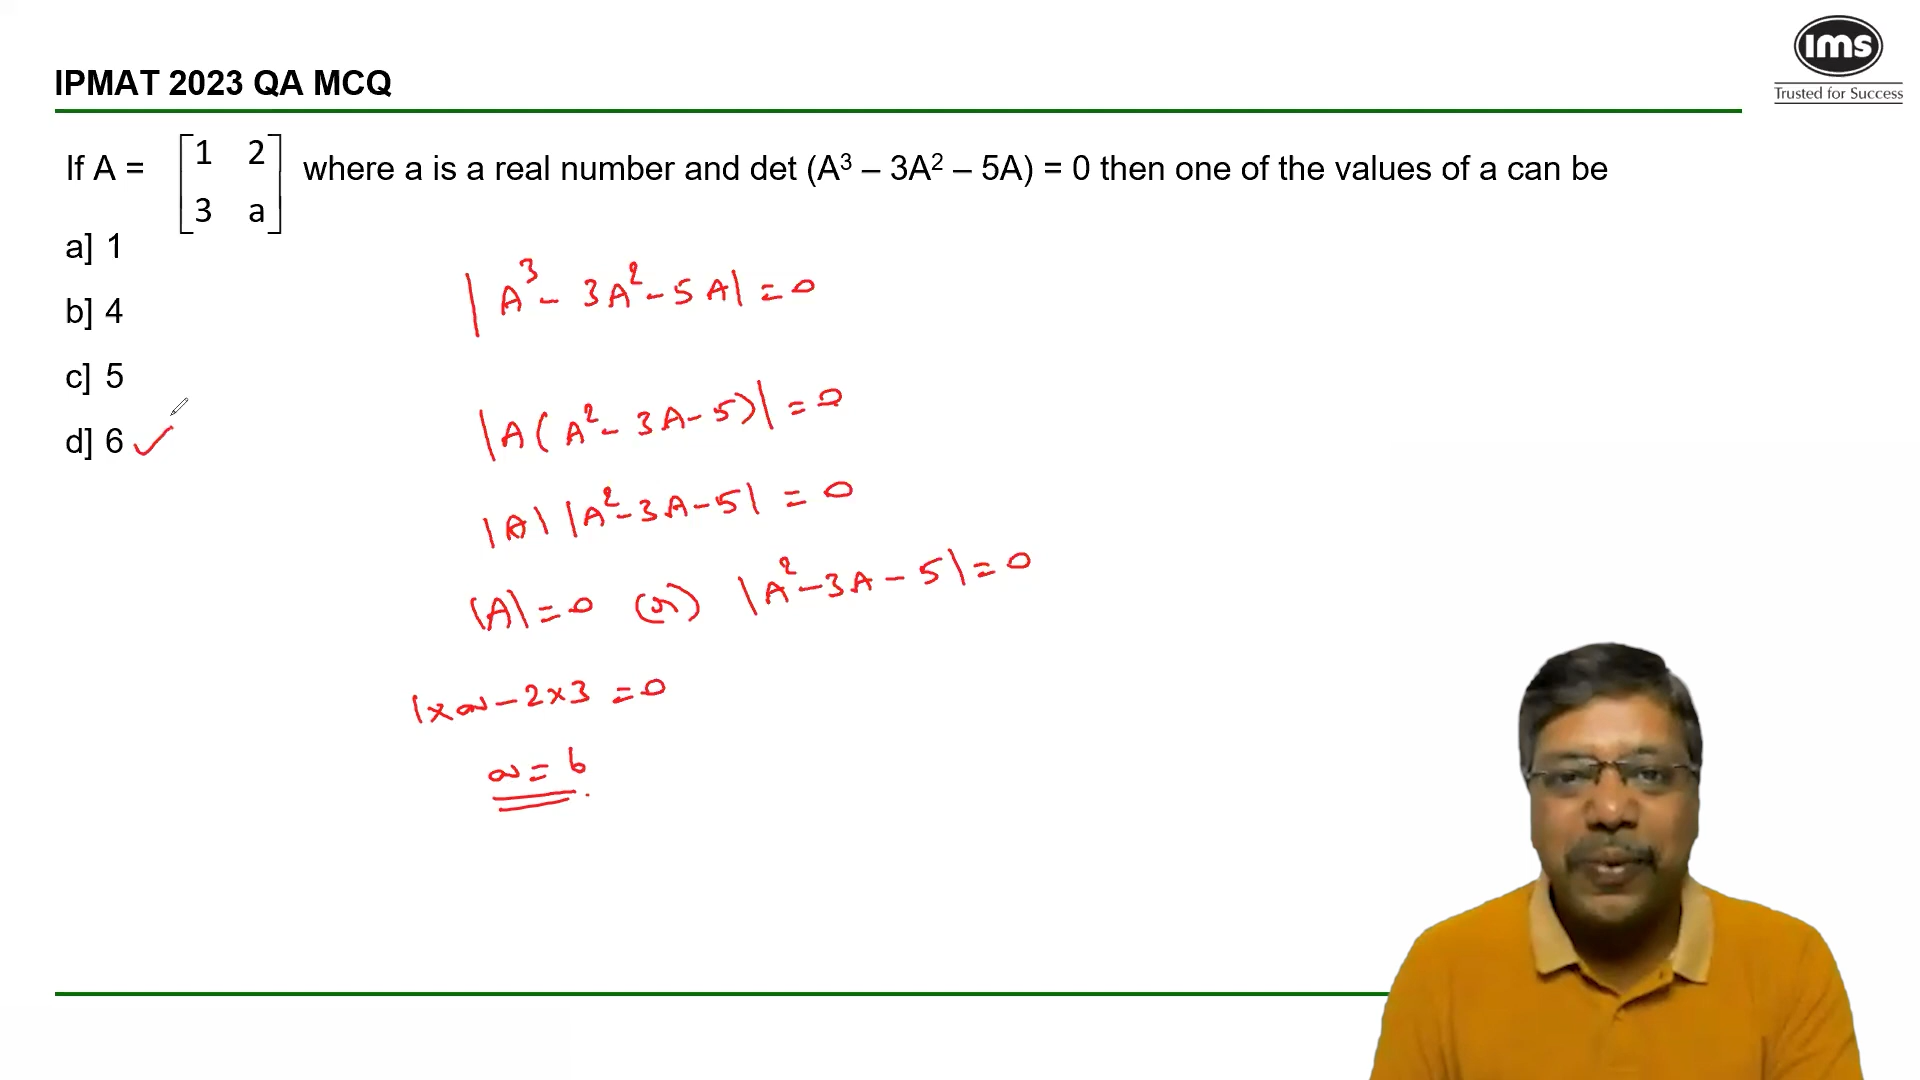 ims
Trusted for Success
IPMAT 2023 QA MCQ
If A = [1 2
3 a] where a is a real number and det (A³ – 3A² – 5A) = 0 then one of the values of a can be
a] 1
b] 4
c] 5
d] 6 ✓
|A³ - 3A² - 5A| = 0
|A(A² - 3A - 5)| = 0
|A| |A² - 3A - 5| = 0
|A| = 0 (or) |A² - 3A - 5| = 0
1×a - 2×3 = 0
a = 6